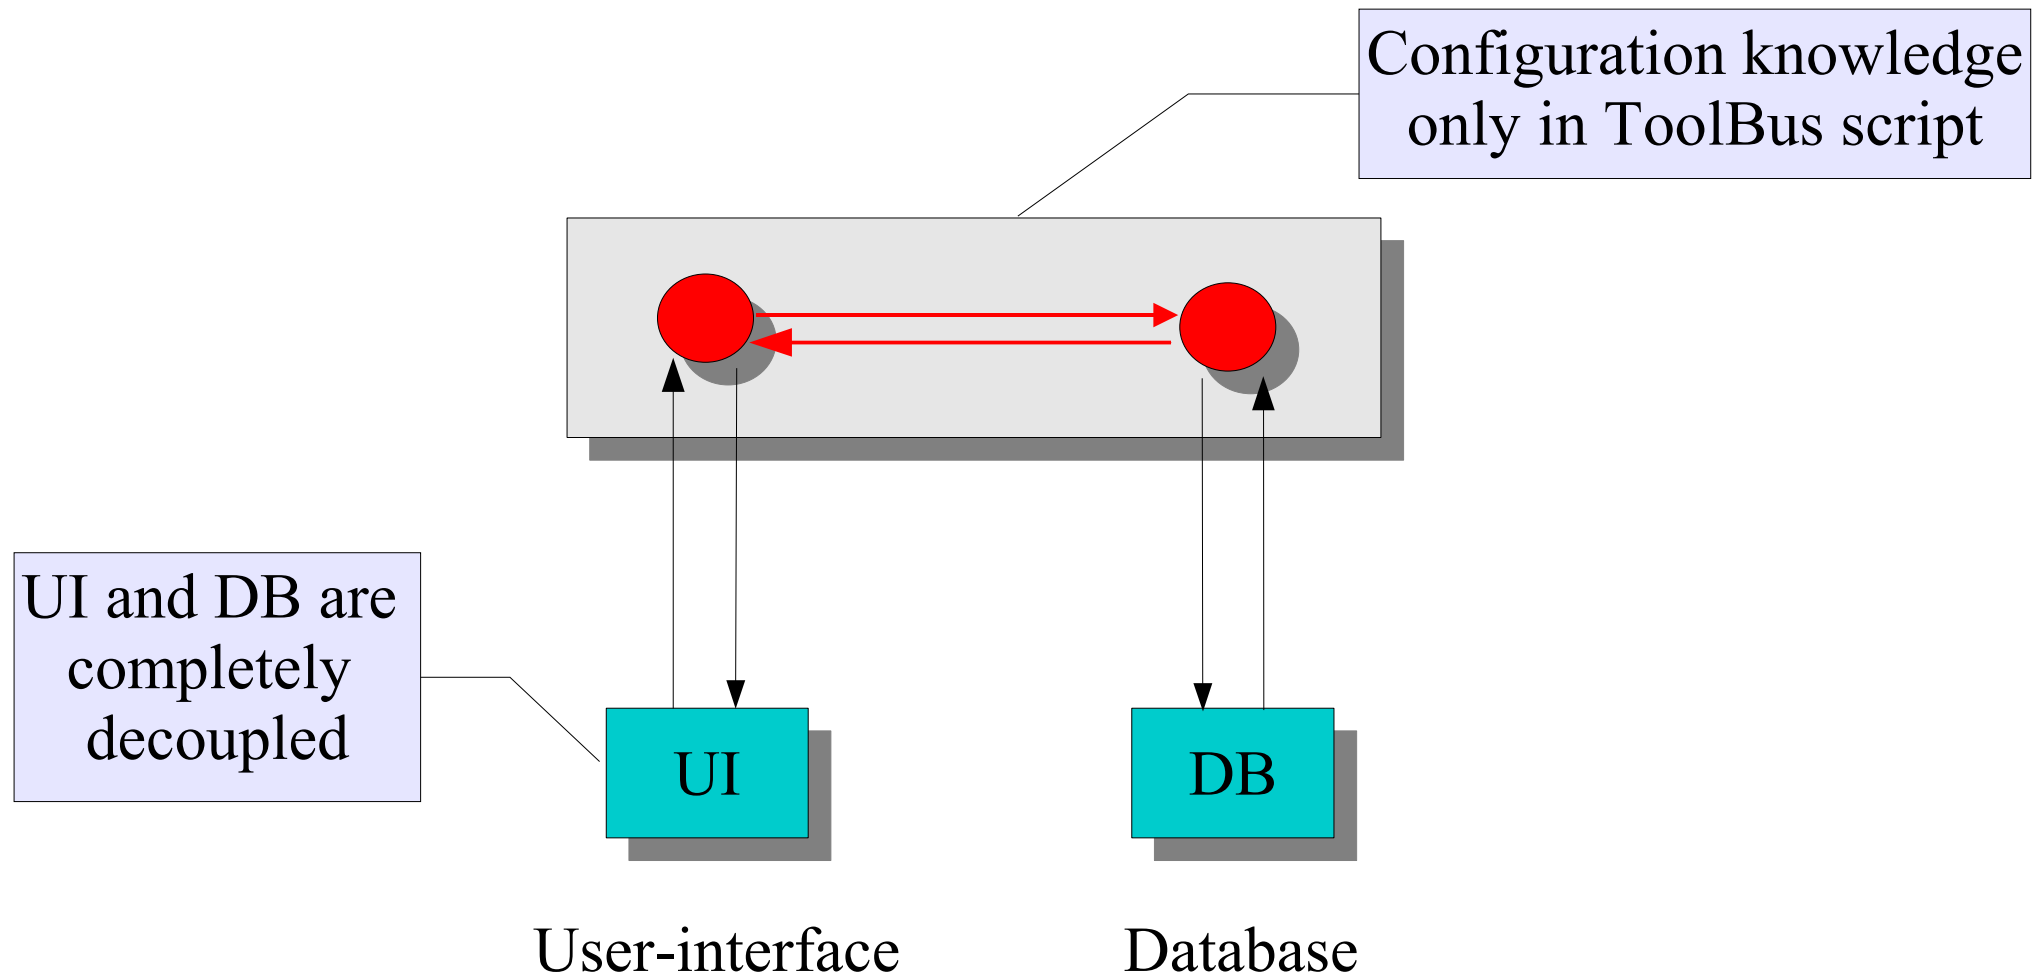 Configuration knowledge
only in ToolBus script
UI and DB are
completely
decoupled
UI
DB
User-interface
Database